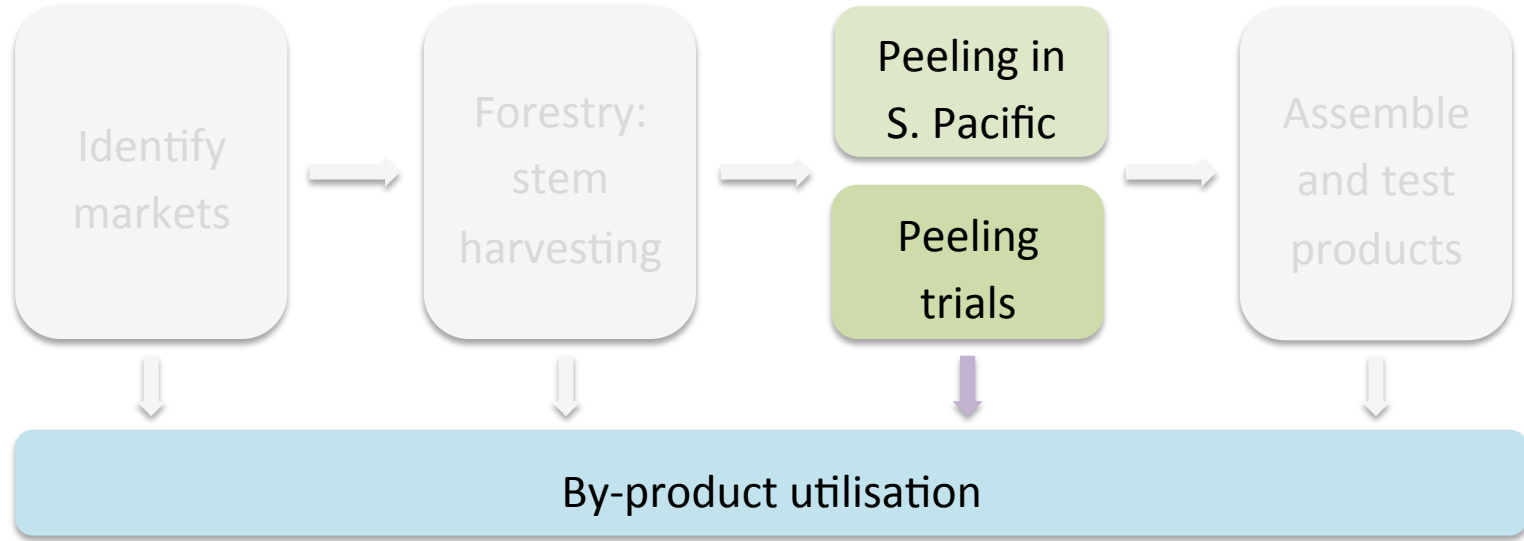 Identify
markets
Forestry:
stem
harvesting
Peeling in
S. Pacific
Peeling
trials
Assemble
and test
products
By-product utilisation